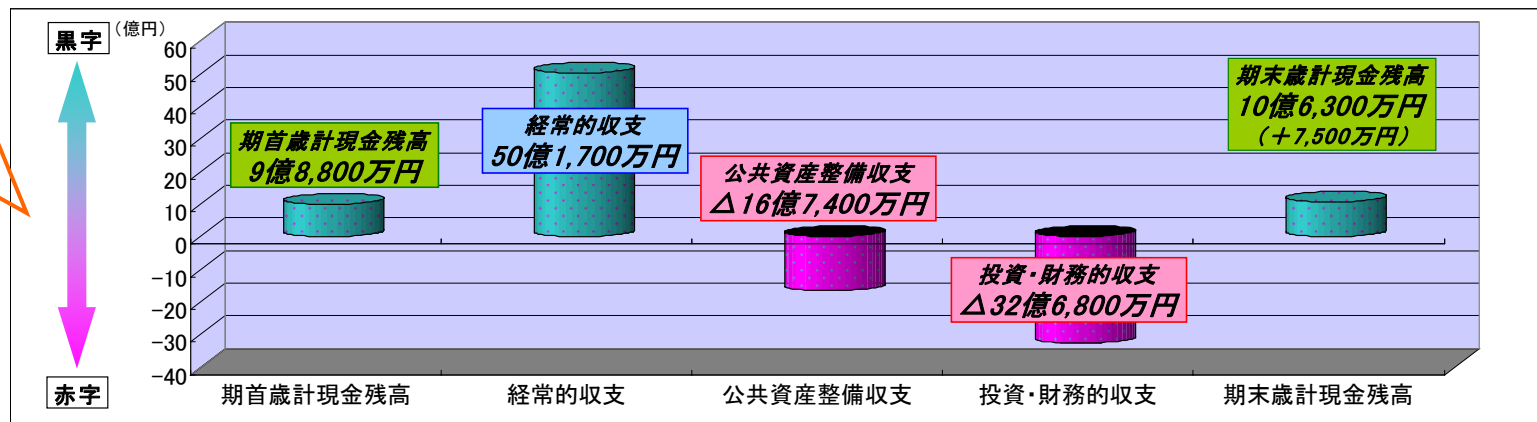 黒字
（億円）
60
50
40
30
20
10
0
−10
−20
−30
−40
赤字
期首歳計現金残高
9億8,800万円
経常的収支
50億1,700万円
公共資産整備収支
△16億7,400万円
投資・財務的収支
△32億6,800万円
期末歳計現金残高
10億6,300万円
（＋7,500万円）
期首歳計現金残高
経常的収支
公共資産整備収支
投資・財務的収支
期末歳計現金残高